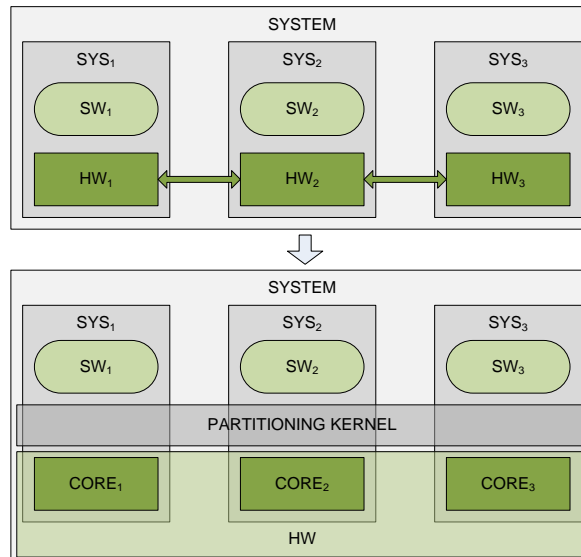 SYSTEM
SYS₁ SYS₂ SYS₃
SW₁ SW₂ SW₃
HW₁ HW₂ HW₃
SYSTEM
SYS₁ SYS₂ SYS₃
SW₁ SW₂ SW₃
PARTITIONING KERNEL
CORE₁ CORE₂ CORE₃
HW